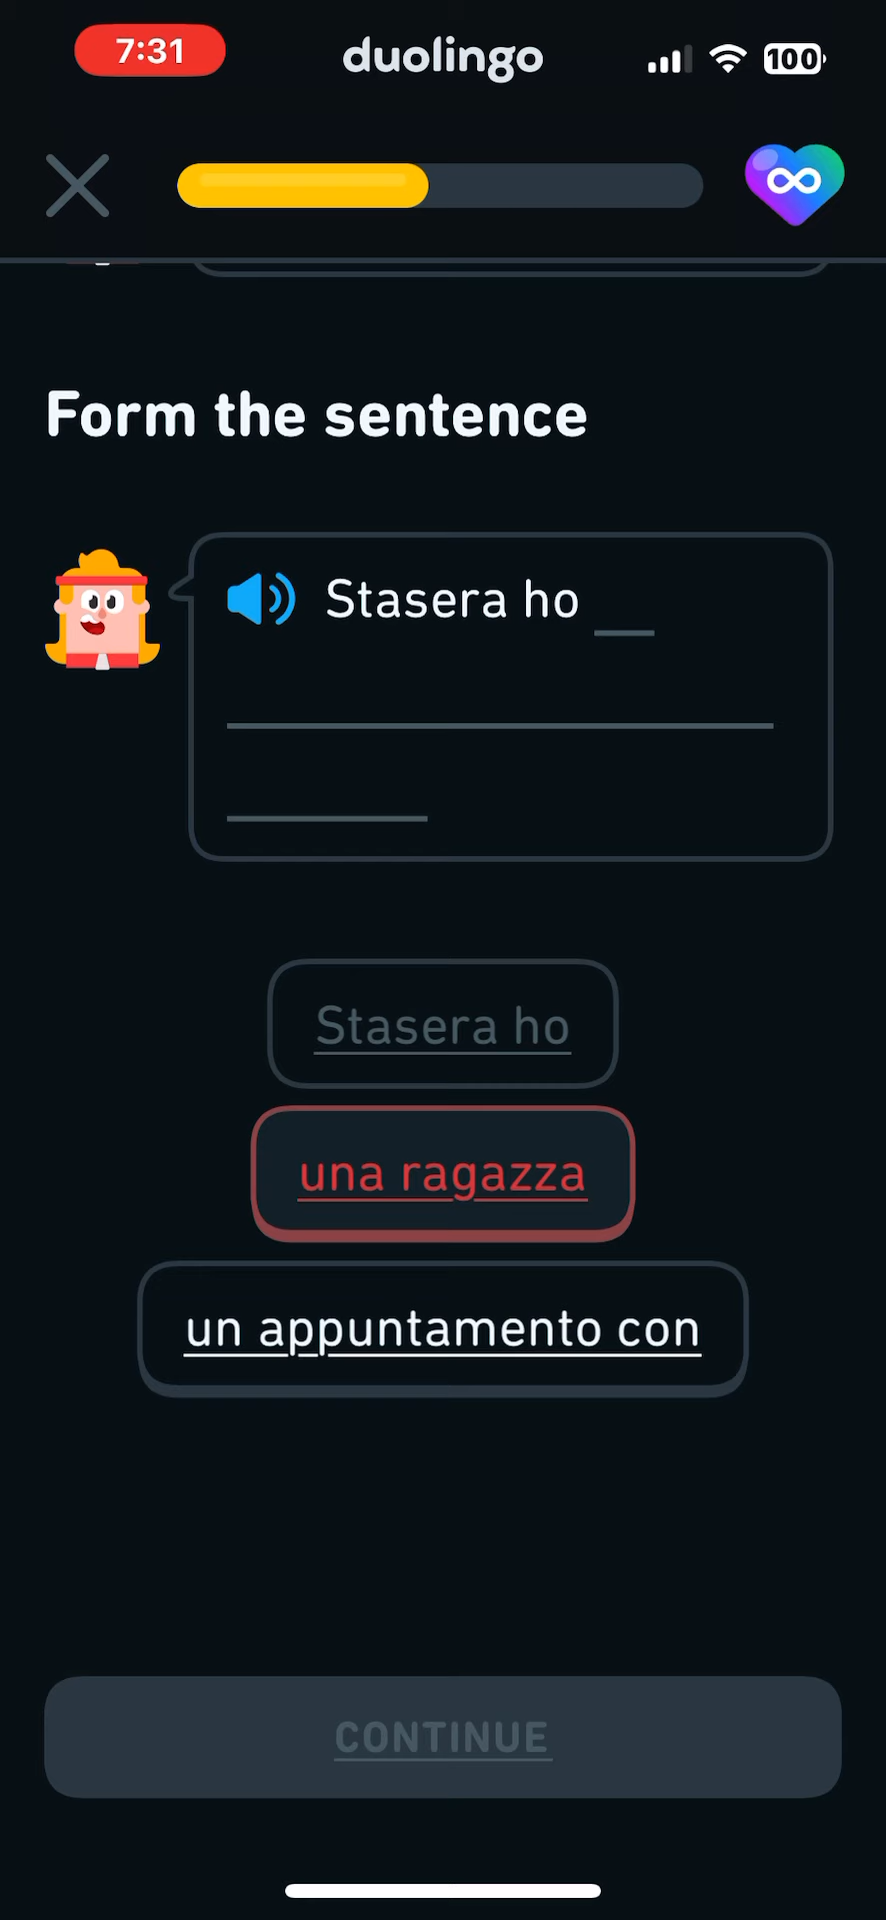 7:31
duolingo
100
Form the sentence
Stasera ho
Stasera ho
una ragazza
un appuntamento con
CONTINUE